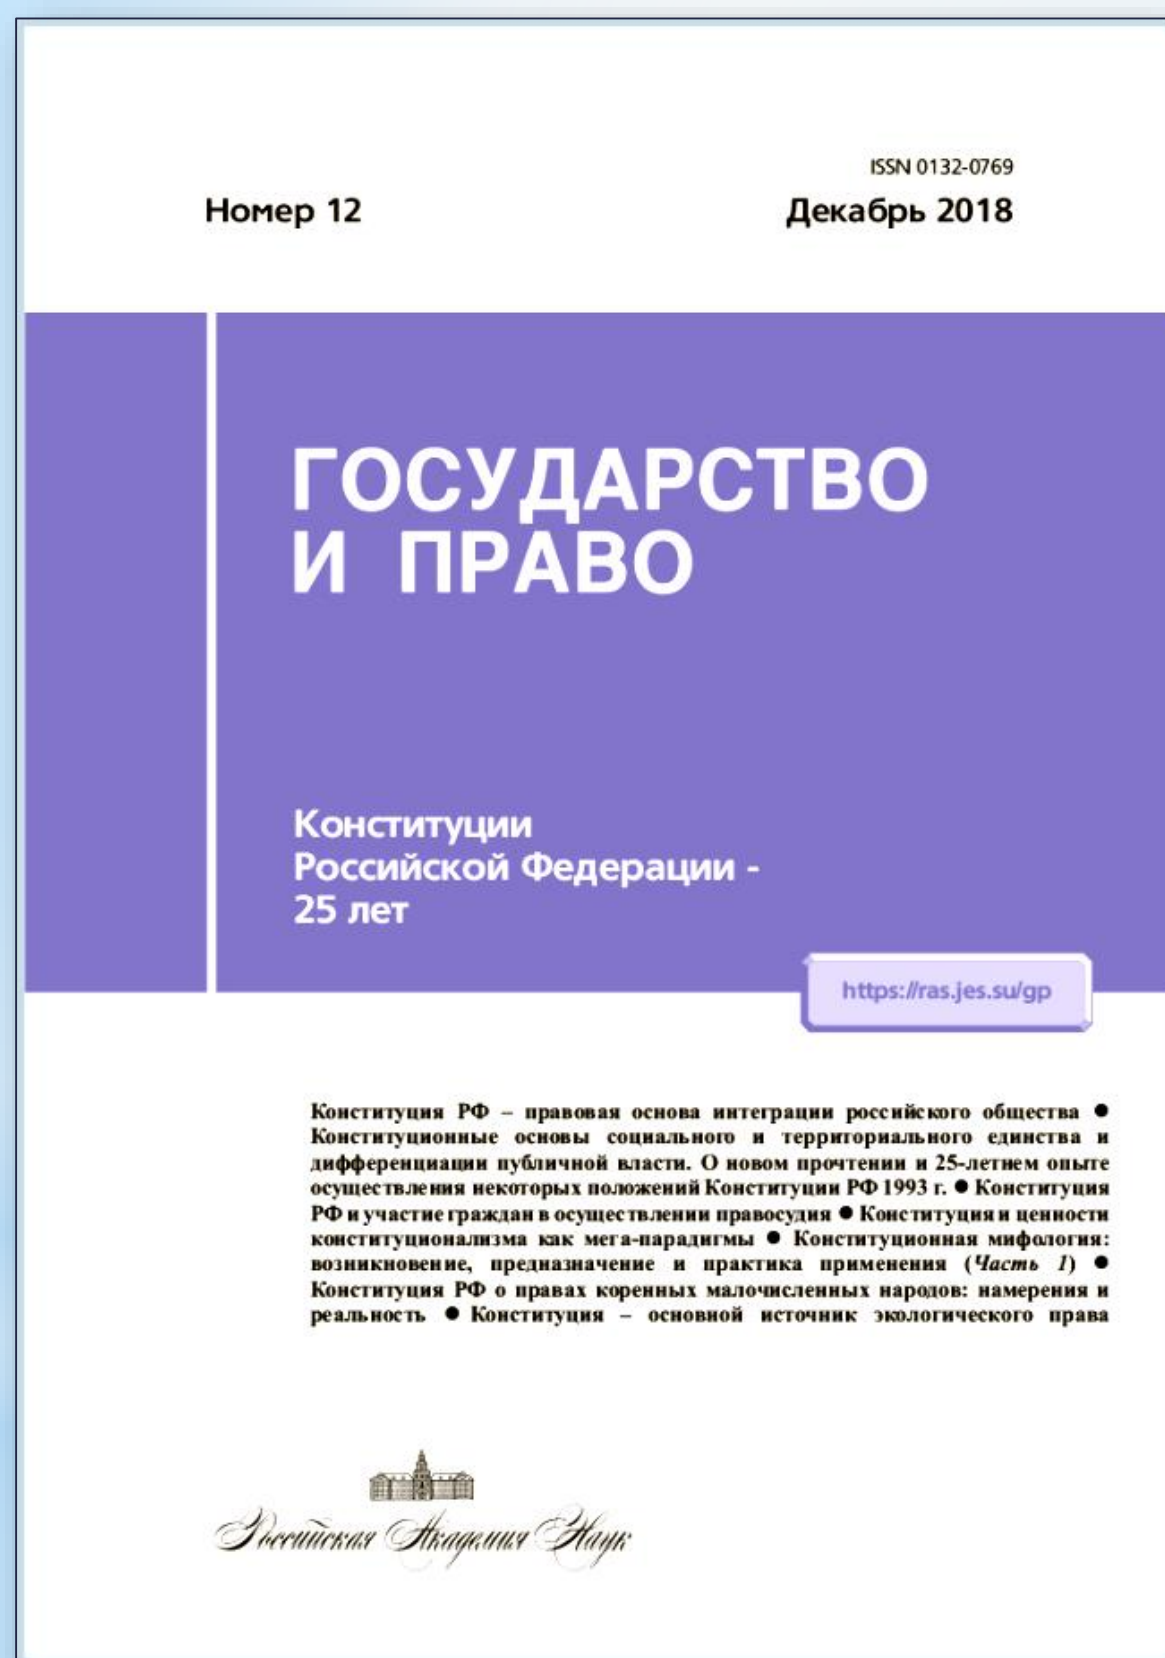 ISSN 0132-0769
Номер 12 Декабрь 2018
ГОСУДАРСТВО
И ПРАВО
Конституции
Российской Федерации -
25 лет
https://ras.jes.su/gp
Конституция РФ – правовая основа интеграции российского общества ●
Конституционные основы социального и территориального единства и
дифференциации публичной власти. О новом прочтении и 25-летнем опыте
осуществления некоторых положений Конституции РФ 1993 г. ● Конституция
РФ и участие граждан в осуществлении правосудия ● Конституция и ценности
конституционализма как мега-парадигмы ● Конституционная мифология:
возникновение, предназначение и практика применения (Часть 1) ●
Конституция РФ о правах коренных малочисленных народов: намерения и
реальность ● Конституция – основной источник экологического права
Российская Академия Наук